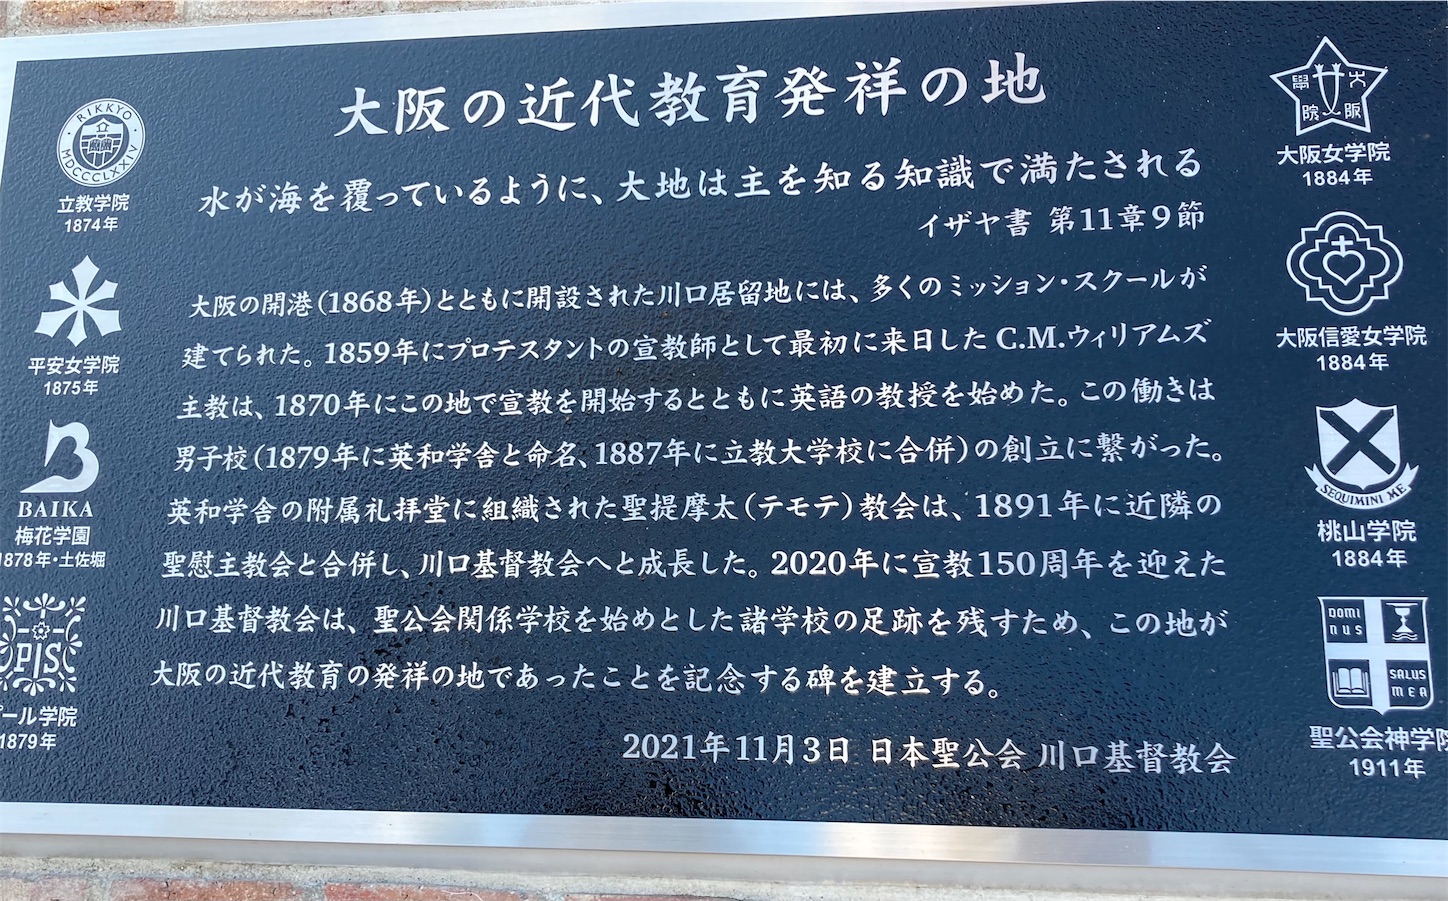 大阪の近代教育発祥の地
水が海を覆っているように、大地は主を知る知識で満たされる
イザヤ書 第11章9節
大阪の開港(1868年)とともに開設された川口居留地には、多くのミッション・スクールが
建てられた。1859年にプロテスタントの宣教師として最初に来日したC.M.ウィリアムズ
主教は、1870年にこの地で宣教を開始するとともに英語の教授を始めた。この働きは
男子校(1879年に英和学舎と命名、1887年に立教大学校に合併)の創立に繋がった。
英和学舎の附属礼拝堂に組織された聖提摩太(テモテ)教会は、1891年に近隣の
聖慰主教会と合併し、川口基督教会へと成長した。2020年に宣教150周年を迎えた
川口基督教会は、聖公会関係学校を始めとした諸学校の足跡を残すため、この地が
大阪の近代教育の発祥の地であったことを記念する碑を建立する。
2021年11月3日 日本聖公会 川口基督教会
RIKKYO
MDCCCLXXIV
立教学院
1874年
平安女学院
1875年
BAIKA
梅花学園
1878年・土佐堀
PJS
ール学院
1879年
大阪
學院
大阪女学院
1884年
大阪信愛女学院
1884年
SEQUIMINI ME
桃山学院
1884年
DOMI
NUS
SALUS
MEA
聖公会神学院
1911年